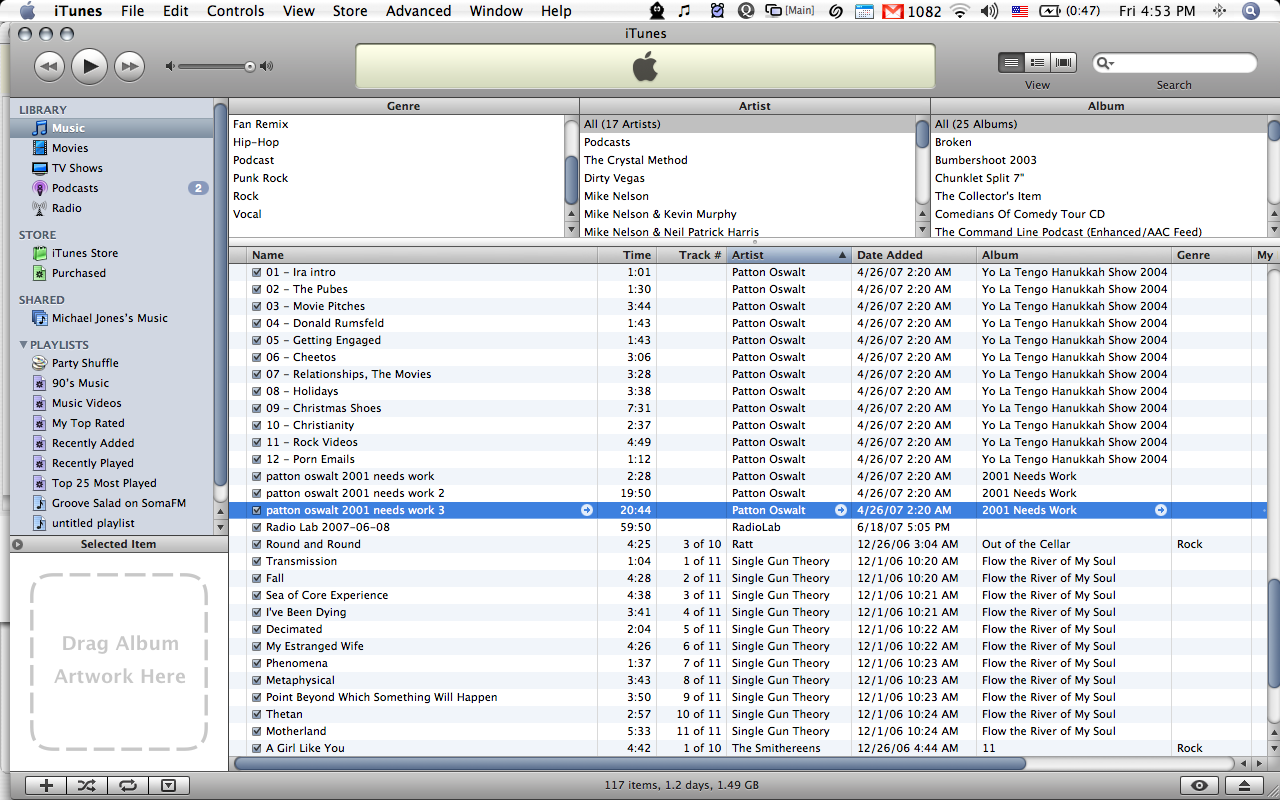 iTunes File Edit Controls View Store Advanced Window Help [Main] 1082 (0:47) Fri 4:53 PM
iTunes
View Search
LIBRARY
Music
Movies
TV Shows
Podcasts 2
Radio
STORE
iTunes Store
Purchased
SHARED
Michael Jones's Music
PLAYLISTS
Party Shuffle
90's Music
Music Videos
My Top Rated
Recently Added
Recently Played
Top 25 Most Played
Groove Salad on SomaFM
untitled playlist
Selected Item
Drag Album
Artwork Here
Genre Artist Album
Fan Remix All (17 Artists) All (25 Albums)
Hip-Hop Podcasts Broken
Podcast The Crystal Method Bumbershoot 2003
Punk Rock Dirty Vegas Chunklet Split 7"
Rock Mike Nelson The Collector's Item
Vocal Mike Nelson & Kevin Murphy Comedians Of Comedy Tour CD
Mike Nelson & Neil Patrick Harris The Command Line Podcast (Enhanced/AAC Feed)
Name Time Track # Artist Date Added Album Genre My
01 - Ira intro 1:01 Patton Oswalt 4/26/07 2:20 AM Yo La Tengo Hanukkah Show 2004
02 - The Pubes 1:30 Patton Oswalt 4/26/07 2:20 AM Yo La Tengo Hanukkah Show 2004
03 - Movie Pitches 3:44 Patton Oswalt 4/26/07 2:20 AM Yo La Tengo Hanukkah Show 2004
04 - Donald Rumsfeld 1:43 Patton Oswalt 4/26/07 2:20 AM Yo La Tengo Hanukkah Show 2004
05 - Getting Engaged 1:43 Patton Oswalt 4/26/07 2:20 AM Yo La Tengo Hanukkah Show 2004
06 - Cheetos 3:06 Patton Oswalt 4/26/07 2:20 AM Yo La Tengo Hanukkah Show 2004
07 - Relationships, The Movies 3:28 Patton Oswalt 4/26/07 2:20 AM Yo La Tengo Hanukkah Show 2004
08 - Holidays 3:38 Patton Oswalt 4/26/07 2:20 AM Yo La Tengo Hanukkah Show 2004
09 - Christmas Shoes 7:31 Patton Oswalt 4/26/07 2:20 AM Yo La Tengo Hanukkah Show 2004
10 - Christianity 2:37 Patton Oswalt 4/26/07 2:20 AM Yo La Tengo Hanukkah Show 2004
11 - Rock Videos 4:49 Patton Oswalt 4/26/07 2:20 AM Yo La Tengo Hanukkah Show 2004
12 - Porn Emails 1:12 Patton Oswalt 4/26/07 2:20 AM Yo La Tengo Hanukkah Show 2004
patton oswalt 2001 needs work 2:28 Patton Oswalt 4/26/07 2:20 AM 2001 Needs Work
patton oswalt 2001 needs work 2 19:50 Patton Oswalt 4/26/07 2:20 AM 2001 Needs Work
patton oswalt 2001 needs work 3 20:44 Patton Oswalt 4/26/07 2:20 AM 2001 Needs Work
Radio Lab 2007-06-08 59:50 RadioLab 6/18/07 5:05 PM
Round and Round 4:25 3 of 10 Ratt 12/26/06 3:04 AM Out of the Cellar Rock
Transmission 1:04 1 of 11 Single Gun Theory 12/1/06 10:20 AM Flow the River of My Soul
Fall 4:28 2 of 11 Single Gun Theory 12/1/06 10:20 AM Flow the River of My Soul
Sea of Core Experience 4:38 3 of 11 Single Gun Theory 12/1/06 10:21 AM Flow the River of My Soul
I've Been Dying 3:41 4 of 11 Single Gun Theory 12/1/06 10:21 AM Flow the River of My Soul
Decimated 2:04 5 of 11 Single Gun Theory 12/1/06 10:22 AM Flow the River of My Soul
My Estranged Wife 4:26 6 of 11 Single Gun Theory 12/1/06 10:22 AM Flow the River of My Soul
Phenomena 1:37 7 of 11 Single Gun Theory 12/1/06 10:23 AM Flow the River of My Soul
Metaphysical 3:43 8 of 11 Single Gun Theory 12/1/06 10:23 AM Flow the River of My Soul
Point Beyond Which Something Will Happen 3:50 9 of 11 Single Gun Theory 12/1/06 10:23 AM Flow the River of My Soul
Thetan 2:57 10 of 11 Single Gun Theory 12/1/06 10:24 AM Flow the River of My Soul
Motherland 5:33 11 of 11 Single Gun Theory 12/1/06 10:24 AM Flow the River of My Soul
A Girl Like You 4:42 1 of 10 The Smithereens 12/26/06 4:44 AM 11 Rock
117 items, 1.2 days, 1.49 GB